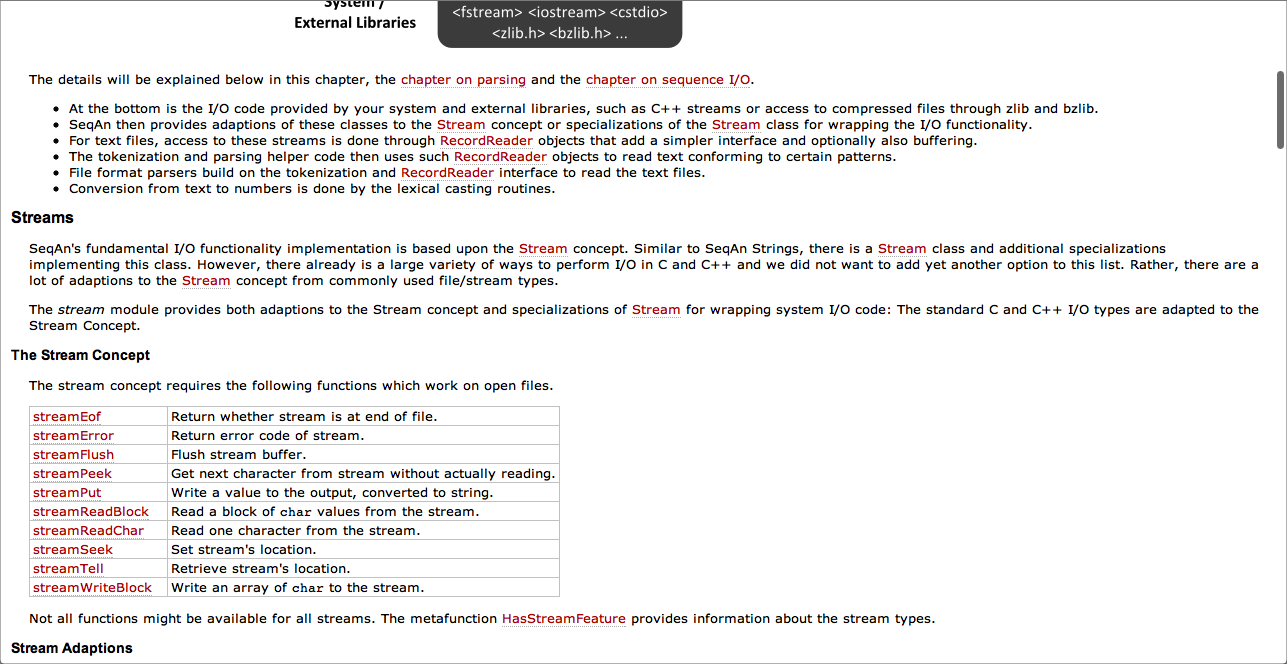 System /
External Libraries
<fstream> <iostream> <cstdio>
<zlib.h> <bzlib.h> ...
The details will be explained below in this chapter, the chapter on parsing and the chapter on sequence I/O.
• At the bottom is the I/O code provided by your system and external libraries, such as C++ streams or access to compressed files through zlib and bzlib.
• SeqAn then provides adaptions of these classes to the Stream concept or specializations of the Stream class for wrapping the I/O functionality.
• For text files, access to these streams is done through RecordReader objects that add a simpler interface and optionally also buffering.
• The tokenization and parsing helper code then uses such RecordReader objects to read text conforming to certain patterns.
• File format parsers build on the tokenization and RecordReader interface to read the text files.
• Conversion from text to numbers is done by the lexical casting routines.
Streams
SeqAn's fundamental I/O functionality implementation is based upon the Stream concept. Similar to SeqAn Strings, there is a Stream class and additional specializations
implementing this class. However, there already is a large variety of ways to perform I/O in C and C++ and we did not want to add yet another option to this list. Rather, there are a
lot of adaptions to the Stream concept from commonly used file/stream types.
The stream module provides both adaptions to the Stream concept and specializations of Stream for wrapping system I/O code: The standard C and C++ I/O types are adapted to the
Stream Concept.
The Stream Concept
The stream concept requires the following functions which work on open files.
streamEof Return whether stream is at end of file.
streamError Return error code of stream.
streamFlush Flush stream buffer.
streamPeek Get next character from stream without actually reading.
streamPut Write a value to the output, converted to string.
streamReadBlock Read a block of char values from the stream.
streamReadChar Read one character from the stream.
streamSeek Set stream's location.
streamTell Retrieve stream's location.
streamWriteBlock Write an array of char to the stream.
Not all functions might be available for all streams. The metafunction HasStreamFeature provides information about the stream types.
Stream Adaptions